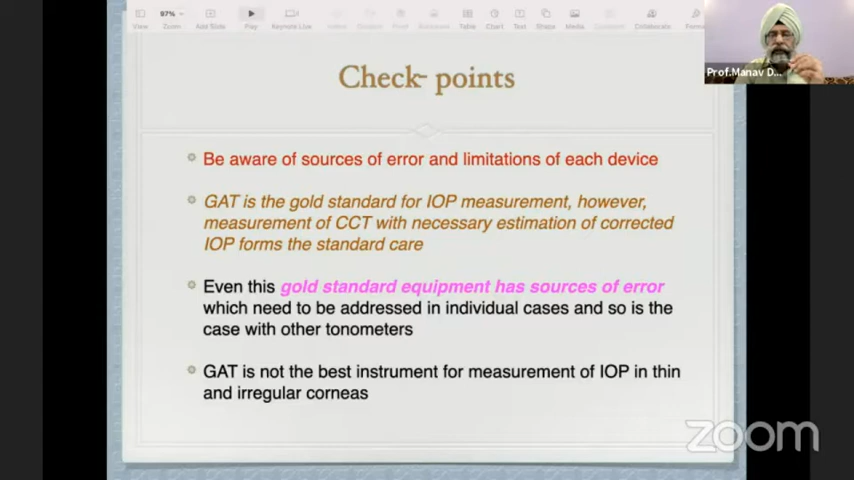 97%
View
Zoom
Add Slide
Play
Keynote Live
Table
Chart
Text
Shape
Media
Collaborate
Prof.Manav D...
Check- points
Be aware of sources of error and limitations of each device
GAT is the gold standard for IOP measurement, however,
measurement of CCT with necessary estimation of corrected
IOP forms the standard care
Even this gold standard equipment has sources of error
which need to be addressed in individual cases and so is the
case with other tonometers
GAT is not the best instrument for measurement of IOP in thin
and irregular corneas
zoom